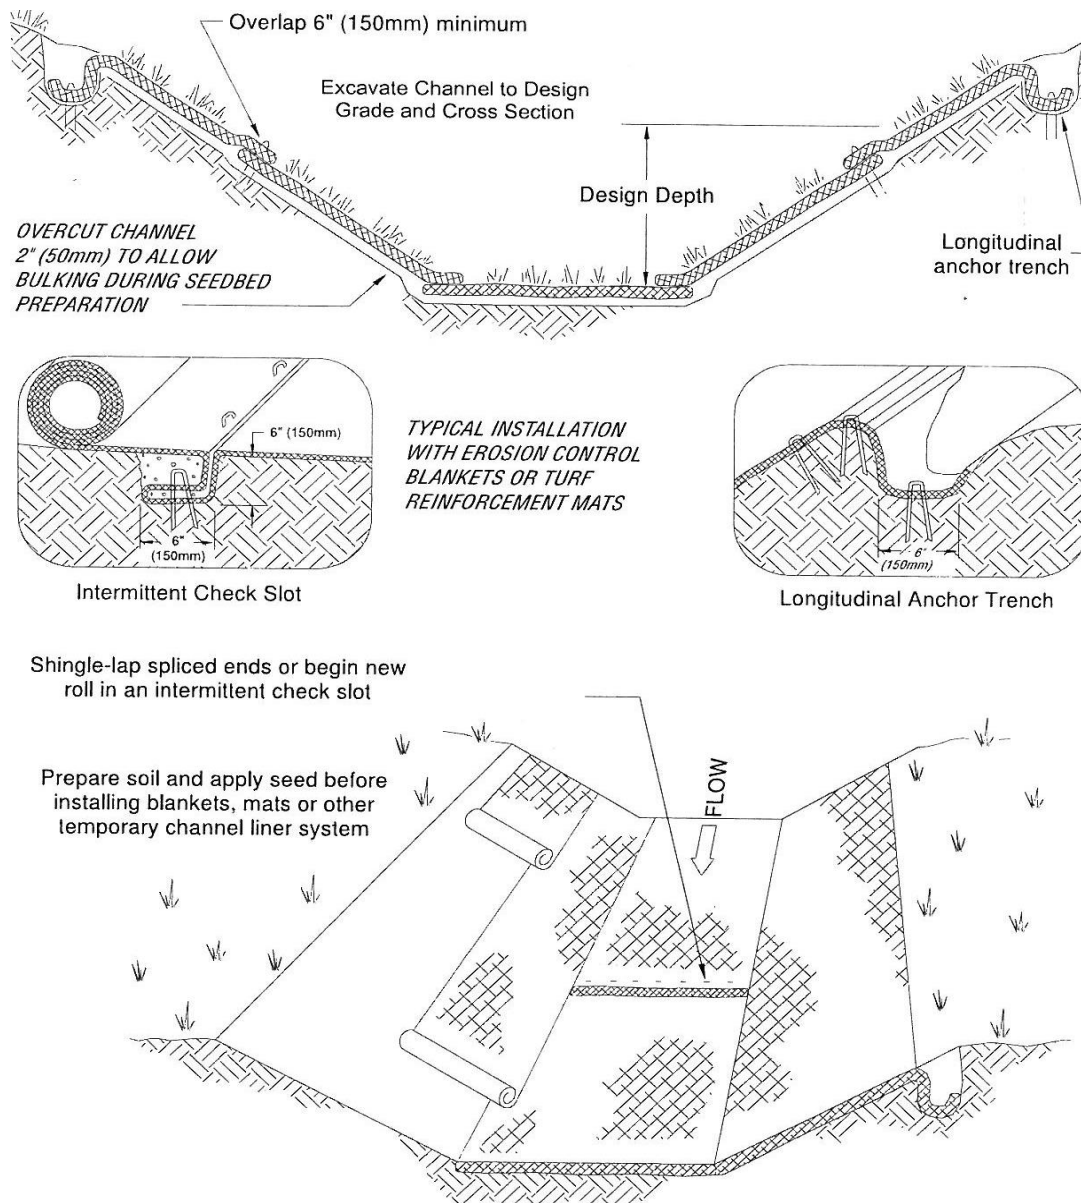 Overlap 6" (150mm) minimum
Excavate Channel to Design
Grade and Cross Section
Design Depth
OVERCUT CHANNEL
2" (50mm) TO ALLOW
BULKING DURING SEEDBED
PREPARATION
Longitudinal
anchor trench
6" (150mm)
6"
(150mm)
Intermittent Check Slot
TYPICAL INSTALLATION
WITH EROSION CONTROL
BLANKETS OR TURF
REINFORCEMENT MATS
6"
(150mm)
Longitudinal Anchor Trench
Shingle-lap spliced ends or begin new
roll in an intermittent check slot
Prepare soil and apply seed before
installing blankets, mats or other
temporary channel liner system
FLOW